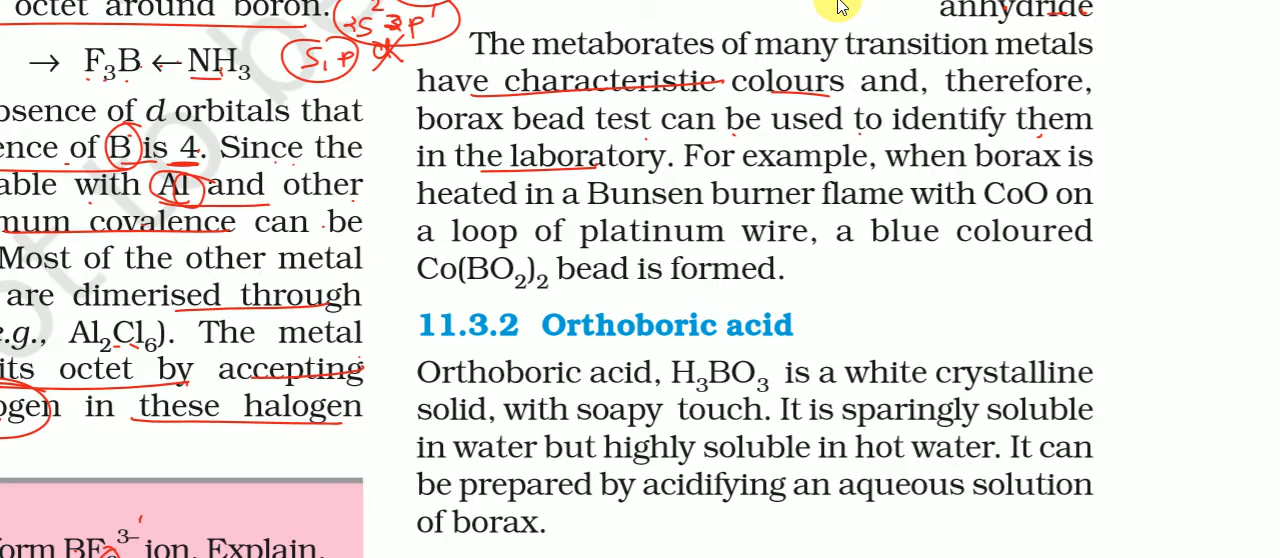 octet around boron.
2s² 2p¹
→ F₃B ← NH₃
s, p d
bsence of d orbitals that
ence of B is 4. Since the
able with Al and other
mum covalence can be
Most of the other metal
are dimerised through
e.g., Al₂Cl₆). The metal
its octet by accepting
ogen in these halogen
form BF₆³⁻ ion. Explain.
anhydride
The metaborates of many transition metals
have characteristic colours and, therefore,
borax bead test can be used to identify them
in the laboratory. For example, when borax is
heated in a Bunsen burner flame with CoO on
a loop of platinum wire, a blue coloured
Co(BO₂)₂ bead is formed.
11.3.2 Orthoboric acid
Orthoboric acid, H₃BO₃ is a white crystalline
solid, with soapy touch. It is sparingly soluble
in water but highly soluble in hot water. It can
be prepared by acidifying an aqueous solution
of borax.